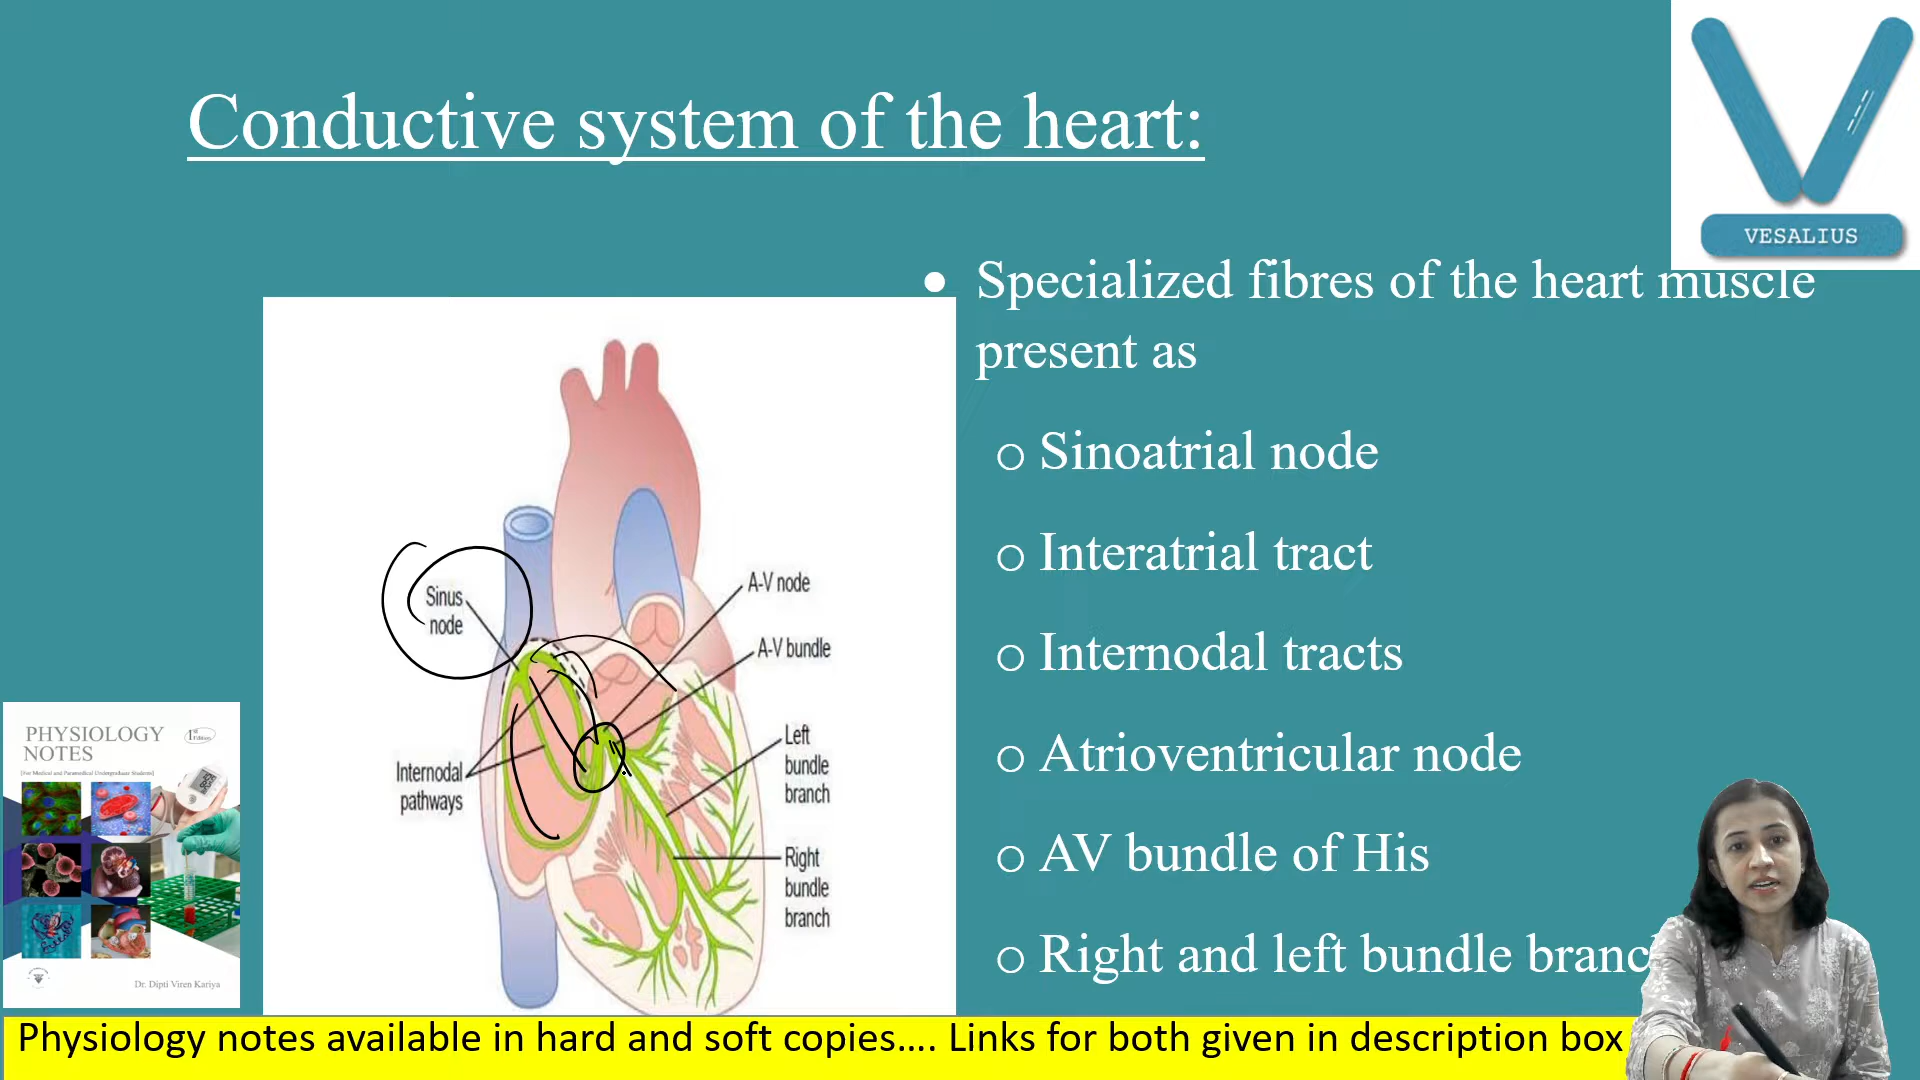 Conductive system of the heart:
VESALIUS
Specialized fibres of the heart muscle
present as
Sinoatrial node
Interatrial tract
Internodal tracts
Atrioventricular node
AV bundle of His
Right and left bundle branc
Sinus
node
A-V node
A-V bundle
Left
bundle
branch
Internodal
pathways
Right
bundle
branch
PHYSIOLOGY
NOTES
1st
Edition
[For Medical and Paramedical Undergraduate Students]
Dr. Dipti Viren Kariya
Physiology notes available in hard and soft copies.... Links for both given in description box